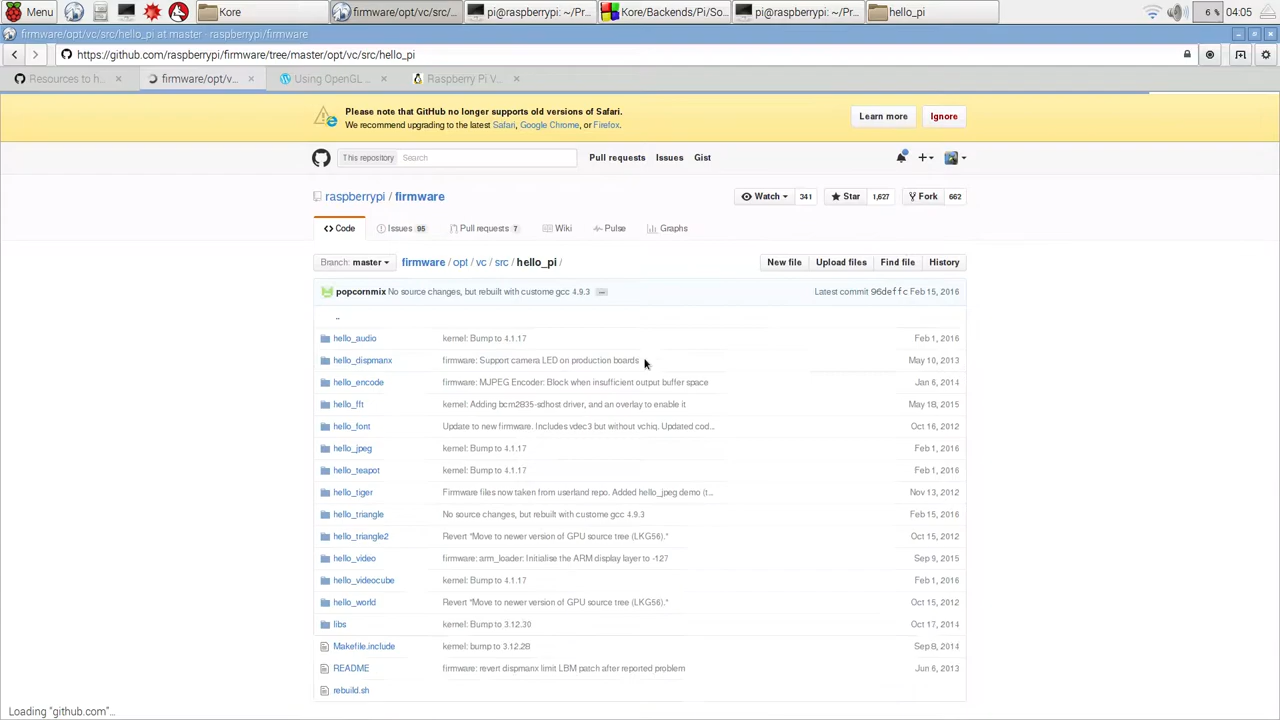 Menu
Kore
firmware/opt/vc/src/...
pi@raspberrypi: ~/Pr...
Kore/Backends/Pi/So...
pi@raspberrypi: ~/Pr...
hello_pi
6 %
04:05
firmware/opt/vc/src/hello_pi at master - raspberrypi/firmware
https://github.com/raspberrypi/firmware/tree/master/opt/vc/src/hello_pi
Resources to h...
firmware/opt/v...
Using OpenGL ...
Raspberry Pi V...
Please note that GitHub no longer supports old versions of Safari.
We recommend upgrading to the latest Safari, Google Chrome, or Firefox.
Learn more
Ignore
This repository
Search
Pull requests
Issues
Gist
raspberrypi / firmware
Watch 341
Star 1,627
Fork 662
Code
Issues 95
Pull requests 7
Wiki
Pulse
Graphs
Branch: master
firmware / opt / vc / src / hello_pi /
New file
Upload files
Find file
History
popcornmix No source changes, but rebuilt with custome gcc 4.9.3 ...
Latest commit 96deffc Feb 15, 2016
..
hello_audio kernel: Bump to 4.1.17 Feb 1, 2016
hello_dispmanx firmware: Support camera LED on production boards May 10, 2013
hello_encode firmware: MJPEG Encoder: Block when insufficient output buffer space Jan 6, 2014
hello_fft kernel: Adding bcm2835-sdhost driver, and an overlay to enable it May 18, 2015
hello_font Update to new firmware. Includes vdec3 but without vchiq. Updated cod... Oct 16, 2012
hello_jpeg kernel: Bump to 4.1.17 Feb 1, 2016
hello_teapot kernel: Bump to 4.1.17 Feb 1, 2016
hello_tiger Firmware files now taken from userland repo. Added hello_jpeg demo (t... Nov 13, 2012
hello_triangle No source changes, but rebuilt with custome gcc 4.9.3 Feb 15, 2016
hello_triangle2 Revert "Move to newer version of GPU source tree (LKG56)." Oct 15, 2012
hello_video firmware: arm_loader: Initialise the ARM display layer to -127 Sep 9, 2015
hello_videocube kernel: Bump to 4.1.17 Feb 1, 2016
hello_world Revert "Move to newer version of GPU source tree (LKG56)." Oct 15, 2012
libs kernel: Bump to 3.12.30 Oct 17, 2014
Makefile.include kernel: bump to 3.12.28 Sep 8, 2014
README firmware: revert dispmanx limit LBM patch after reported problem Jun 6, 2013
rebuild.sh
Loading "github.com"...